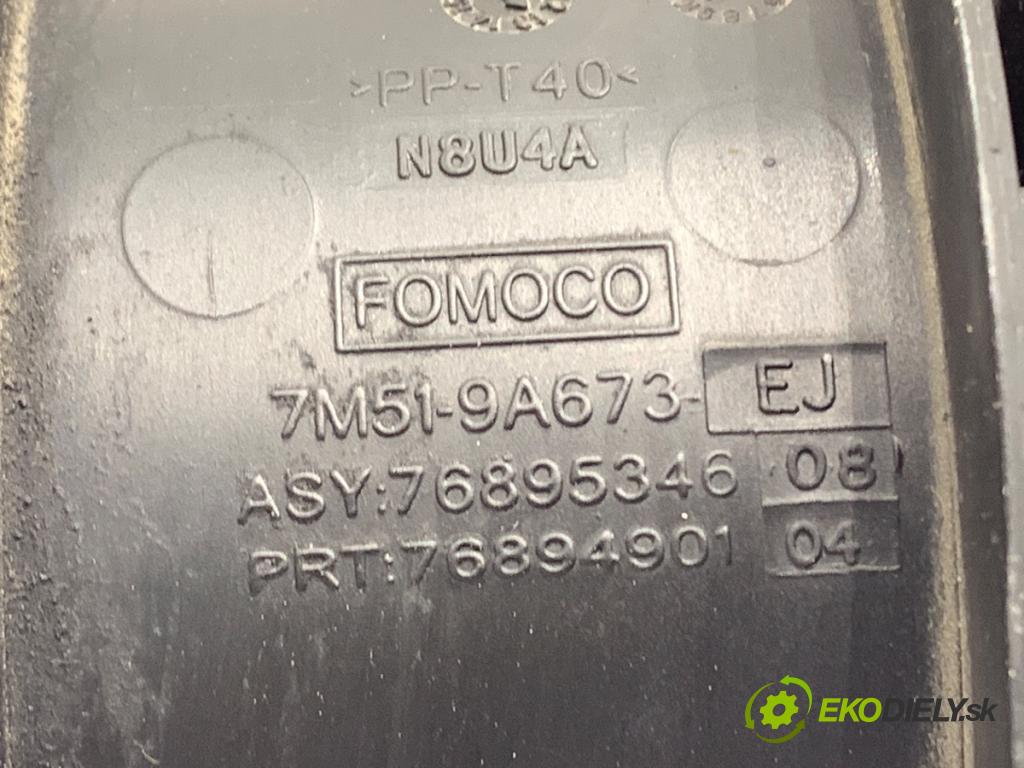 >PP-T40<
N8U4A
FOMOCO
7M51-9A673-EJ
ASY:76895346 08
PRT:76894901 04
EKODIELY.sk